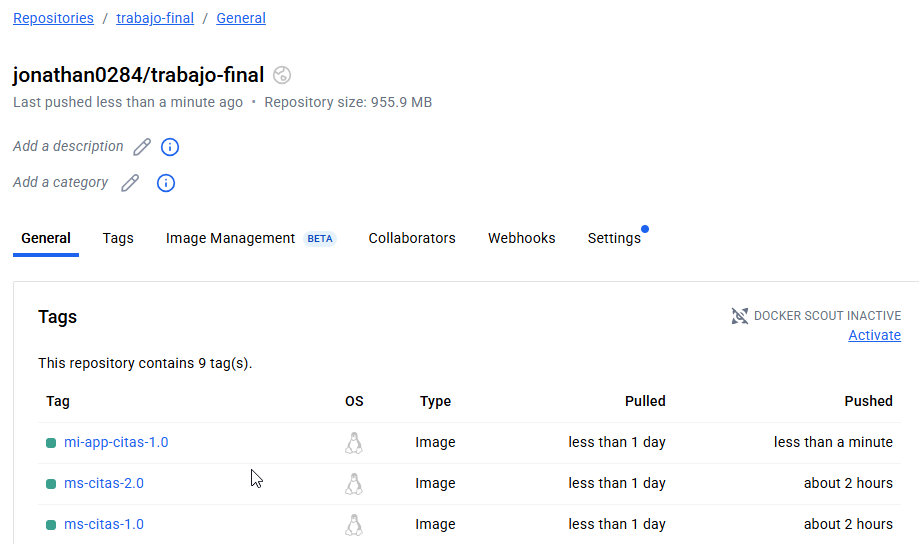 Repositories / trabajo-final / General
jonathan0284/trabajo-final
Last pushed less than a minute ago • Repository size: 955.9 MB
Add a description
Add a category
General Tags Image Management BETA Collaborators Webhooks Settings
Tags DOCKER SCOUT INACTIVE
Activate
This repository contains 9 tag(s).
Tag OS Type Pulled Pushed
mi-app-citas-1.0 Image less than 1 day less than a minute
ms-citas-2.0 Image less than 1 day about 2 hours
ms-citas-1.0 Image less than 1 day about 2 hours